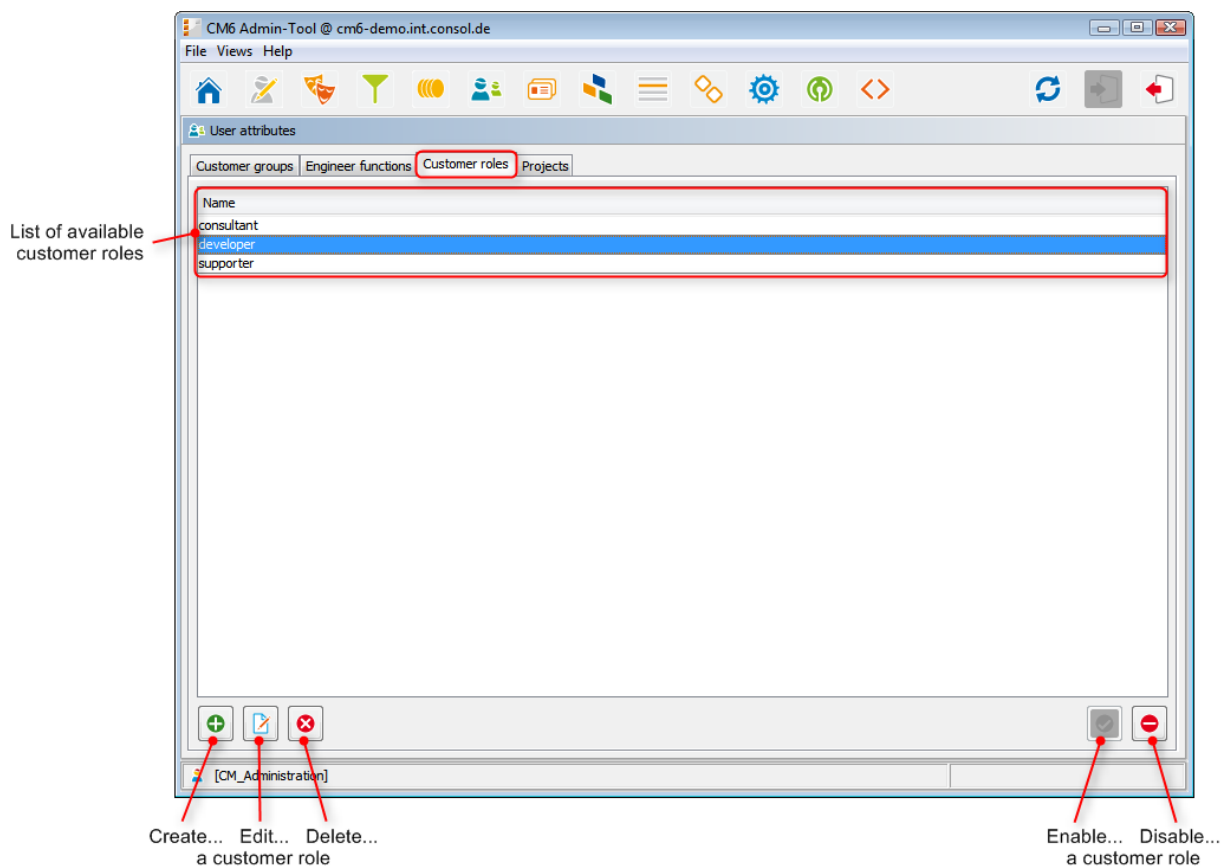 CM6 Admin-Tool @ cm6-demo.int.consol.de
File Views Help
User attributes
Customer groups Engineer functions Customer roles Projects
Name
consultant
developer
supporter
List of available
customer roles
[CM_Administration]
Create... Edit... Delete...
a customer role
Enable... Disable...
a customer role